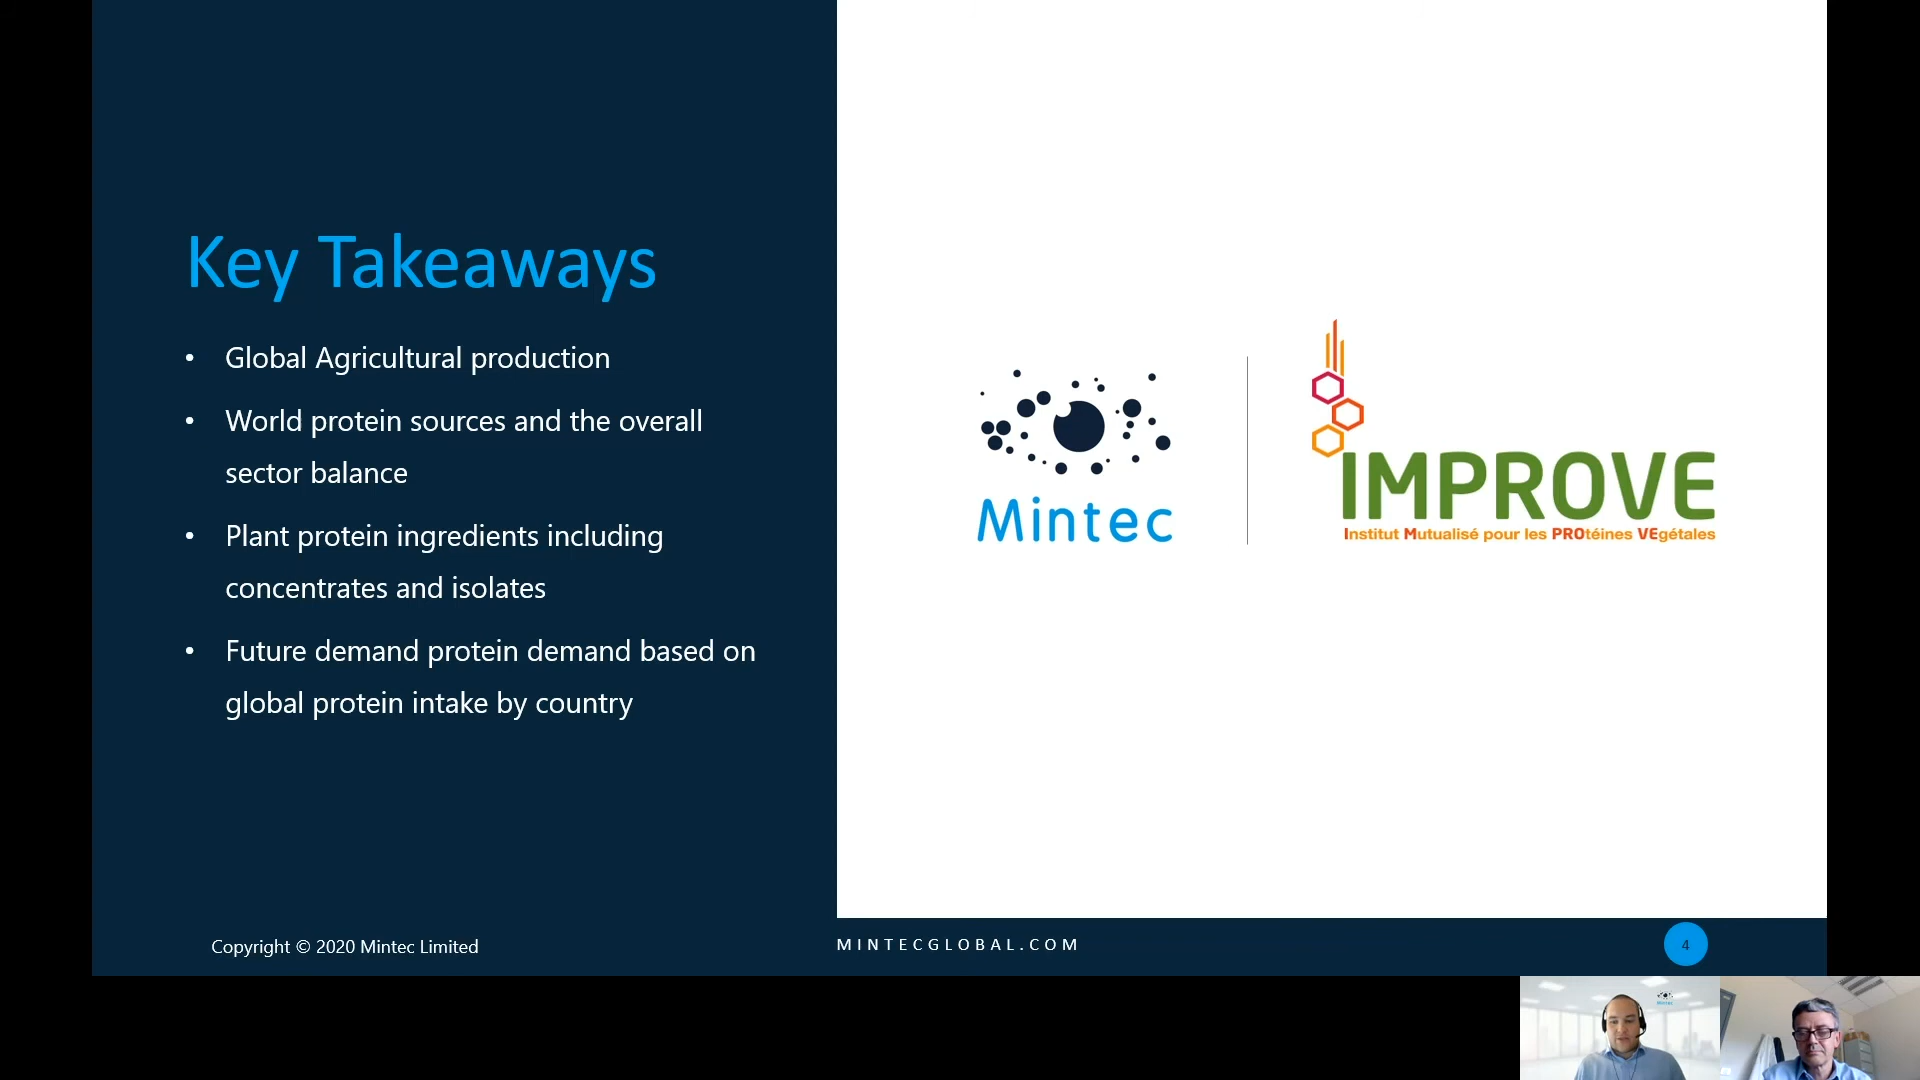 Key Takeaways
• Global Agricultural production
• World protein sources and the overall
sector balance
• Plant protein ingredients including
concentrates and isolates
• Future demand protein demand based on
global protein intake by country
Mintec
IMPROVE
Institut Mutualisé pour les PROtéines VEgétales
Copyright © 2020 Mintec Limited
MINTECGLOBAL.COM
4
Mintec